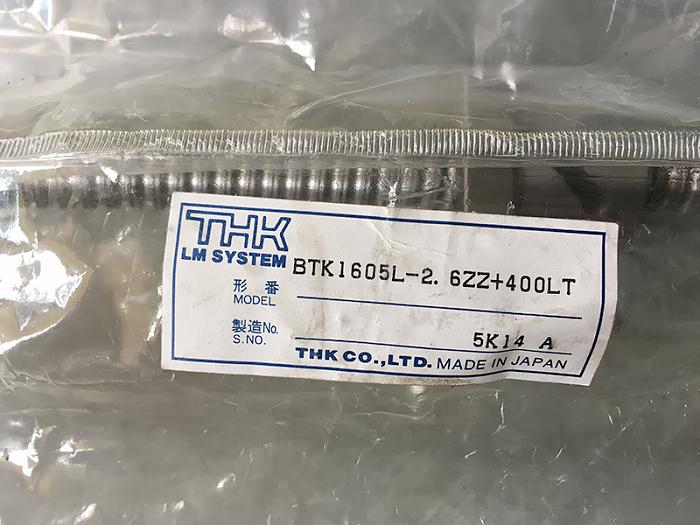 THK
LM SYSTEM
形番 BTK1605L-2. 6ZZ+400LT
MODEL
製造No.
S.NO. 5K14 A
THK CO.,LTD. MADE IN JAPAN